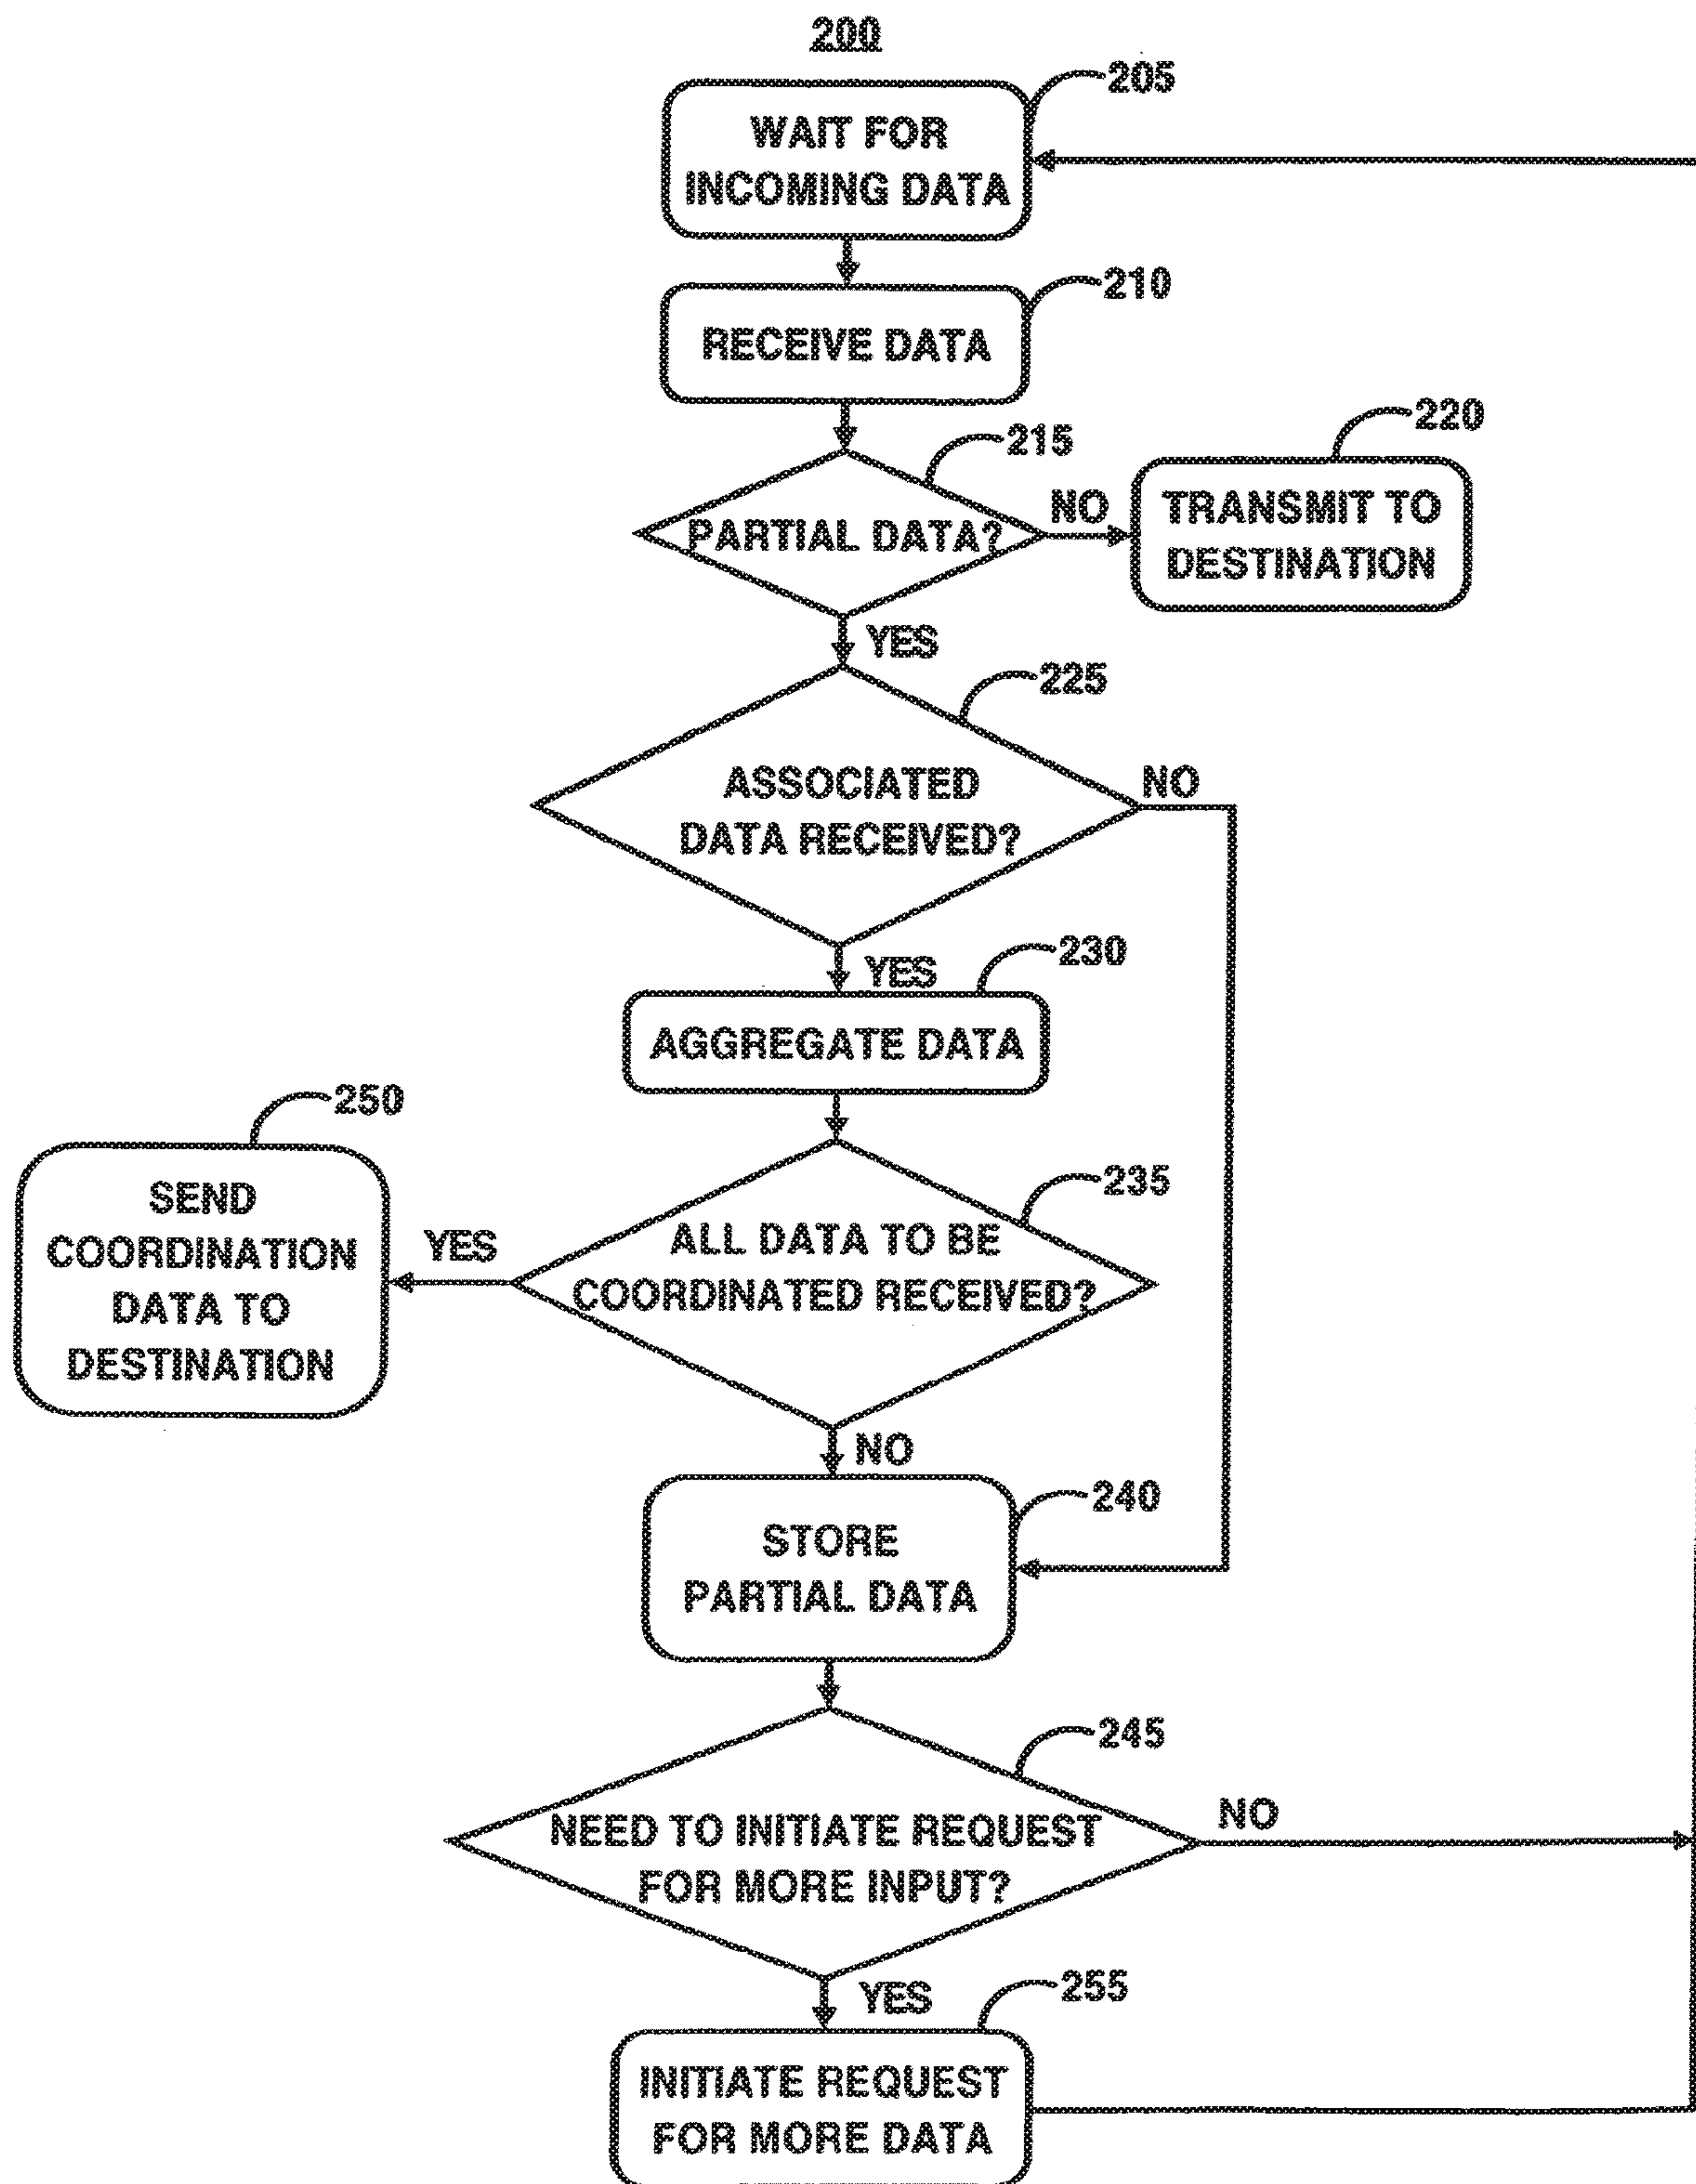 200
205
WAIT FOR
INCOMING DATA
210
RECEIVE DATA
215
PARTIAL DATA?
NO
220
TRANSMIT TO
DESTINATION
YES
225
ASSOCIATED
DATA RECEIVED?
NO
YES
230
AGGREGATE DATA
235
ALL DATA TO BE
COORDINATED RECEIVED?
YES
250
SEND
COORDINATION
DATA TO
DESTINATION
NO
240
STORE
PARTIAL DATA
245
NEED TO INITIATE REQUEST
FOR MORE INPUT?
NO
YES
255
INITIATE REQUEST
FOR MORE DATA